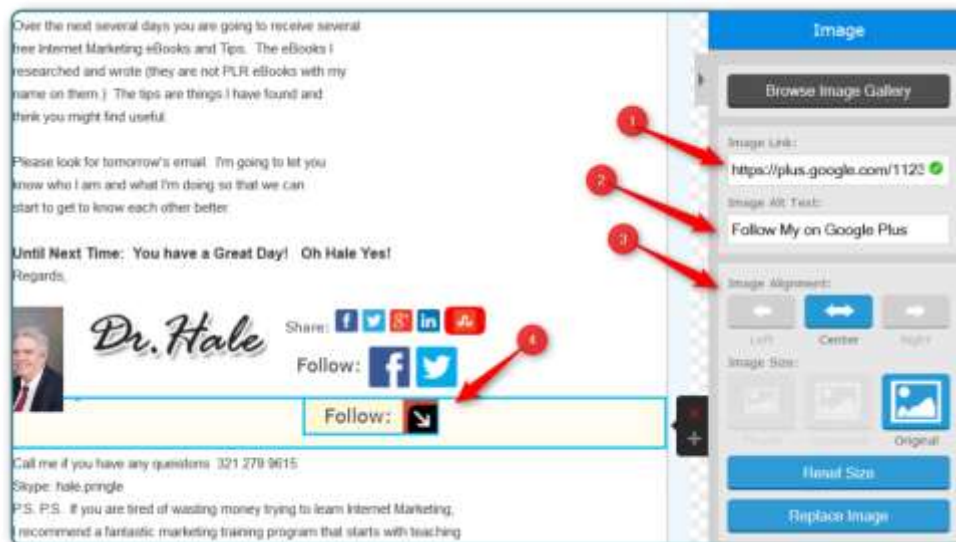 Over the next several days you are going to receive several
free Internet Marketing eBooks and Tips. The eBooks I
researched and wrote (they are not PLR eBooks with my
name on them.) The tips are things I have found and
think you might find useful.
Please look for tomorrow's email. I'm going to let you
know who I am and what I'm doing so that we can
start to get to know each other better.
Until Next Time: You have a Great Day! Oh Hale Yes!
Regards,
Dr. Hale
Share:
Follow:
Follow:
Call me if you have any questions 321 279 9615
Skype: hale.pringle
P.S. P.S. If you are tired of wasting money trying to learn Internet Marketing,
I recommend a fantastic marketing training program that starts with teaching
Image
Browse Image Gallery
1
Image Link:
https://plus.google.com/1123
2
Image Alt Text:
Follow My on Google Plus
3
Image Alignment:
Left Center Right
Image Size:
4
Original
Reset Size
Replace Image